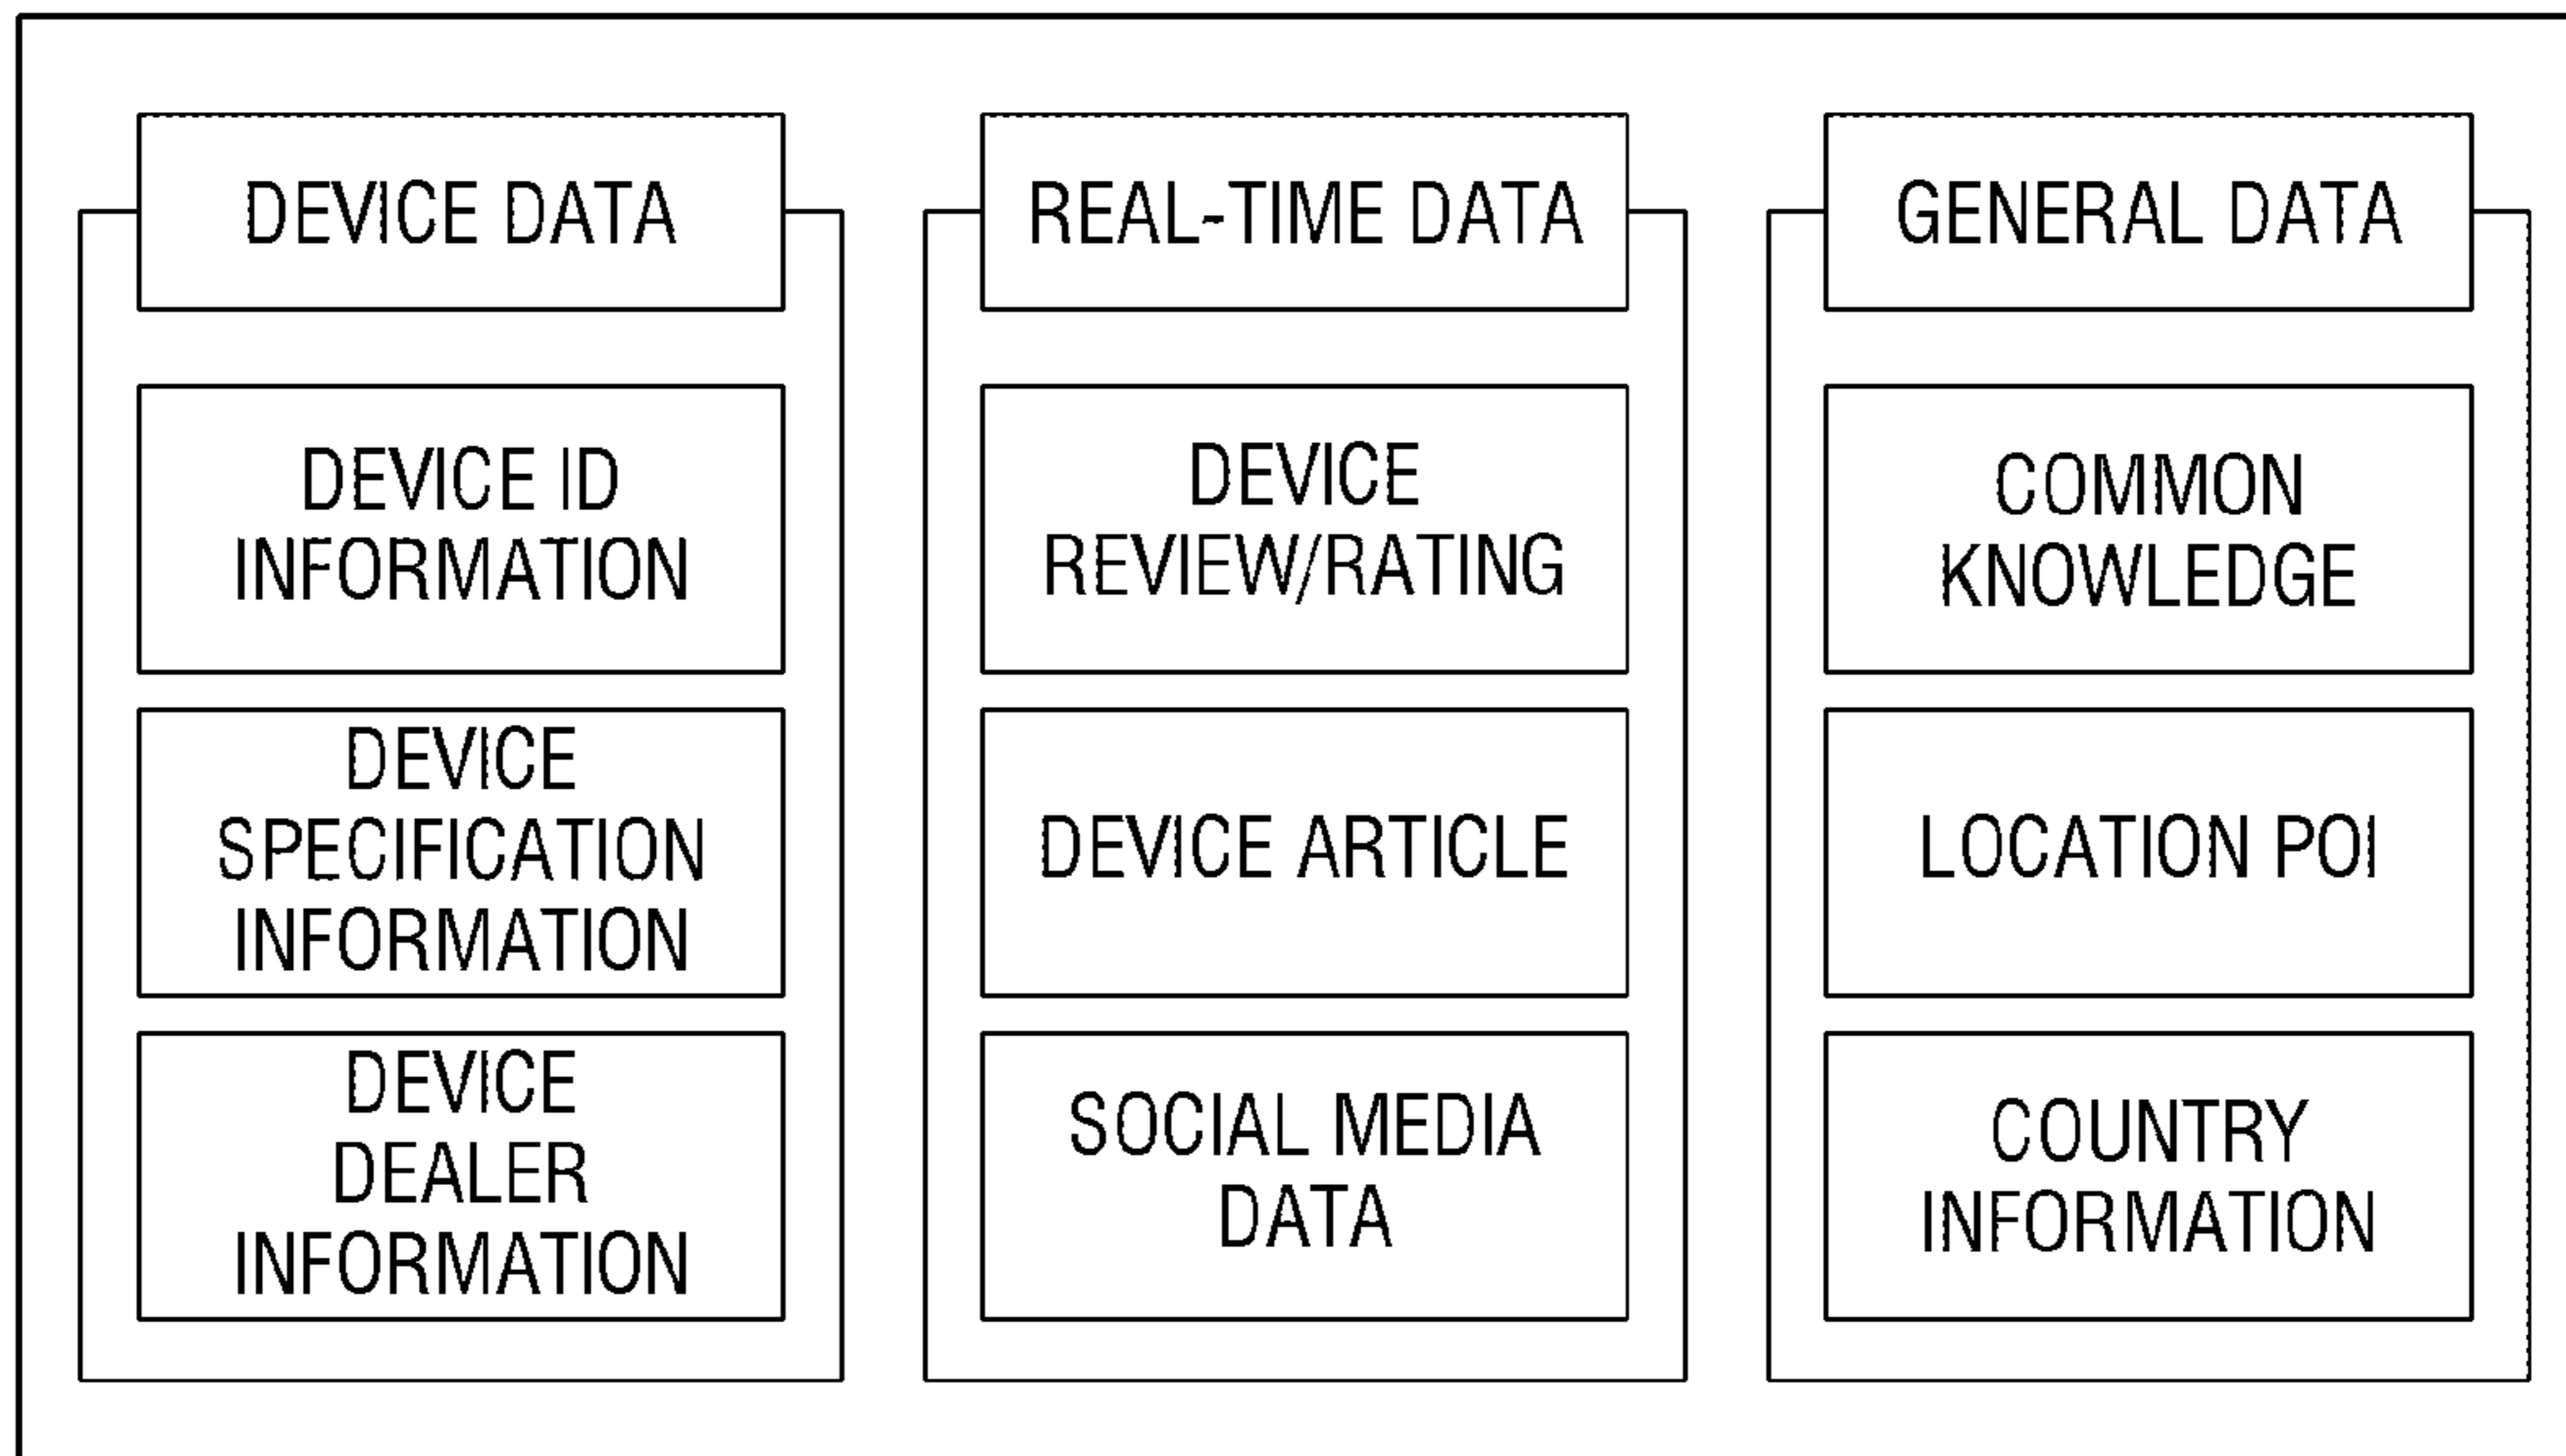 DEVICE DATA
DEVICE ID
INFORMATION
DEVICE
SPECIFICATION
INFORMATION
DEVICE
DEALER
INFORMATION
REAL-TIME DATA
DEVICE
REVIEW/RATING
DEVICE ARTICLE
SOCIAL MEDIA
DATA
GENERAL DATA
COMMON
KNOWLEDGE
LOCATION POI
COUNTRY
INFORMATION